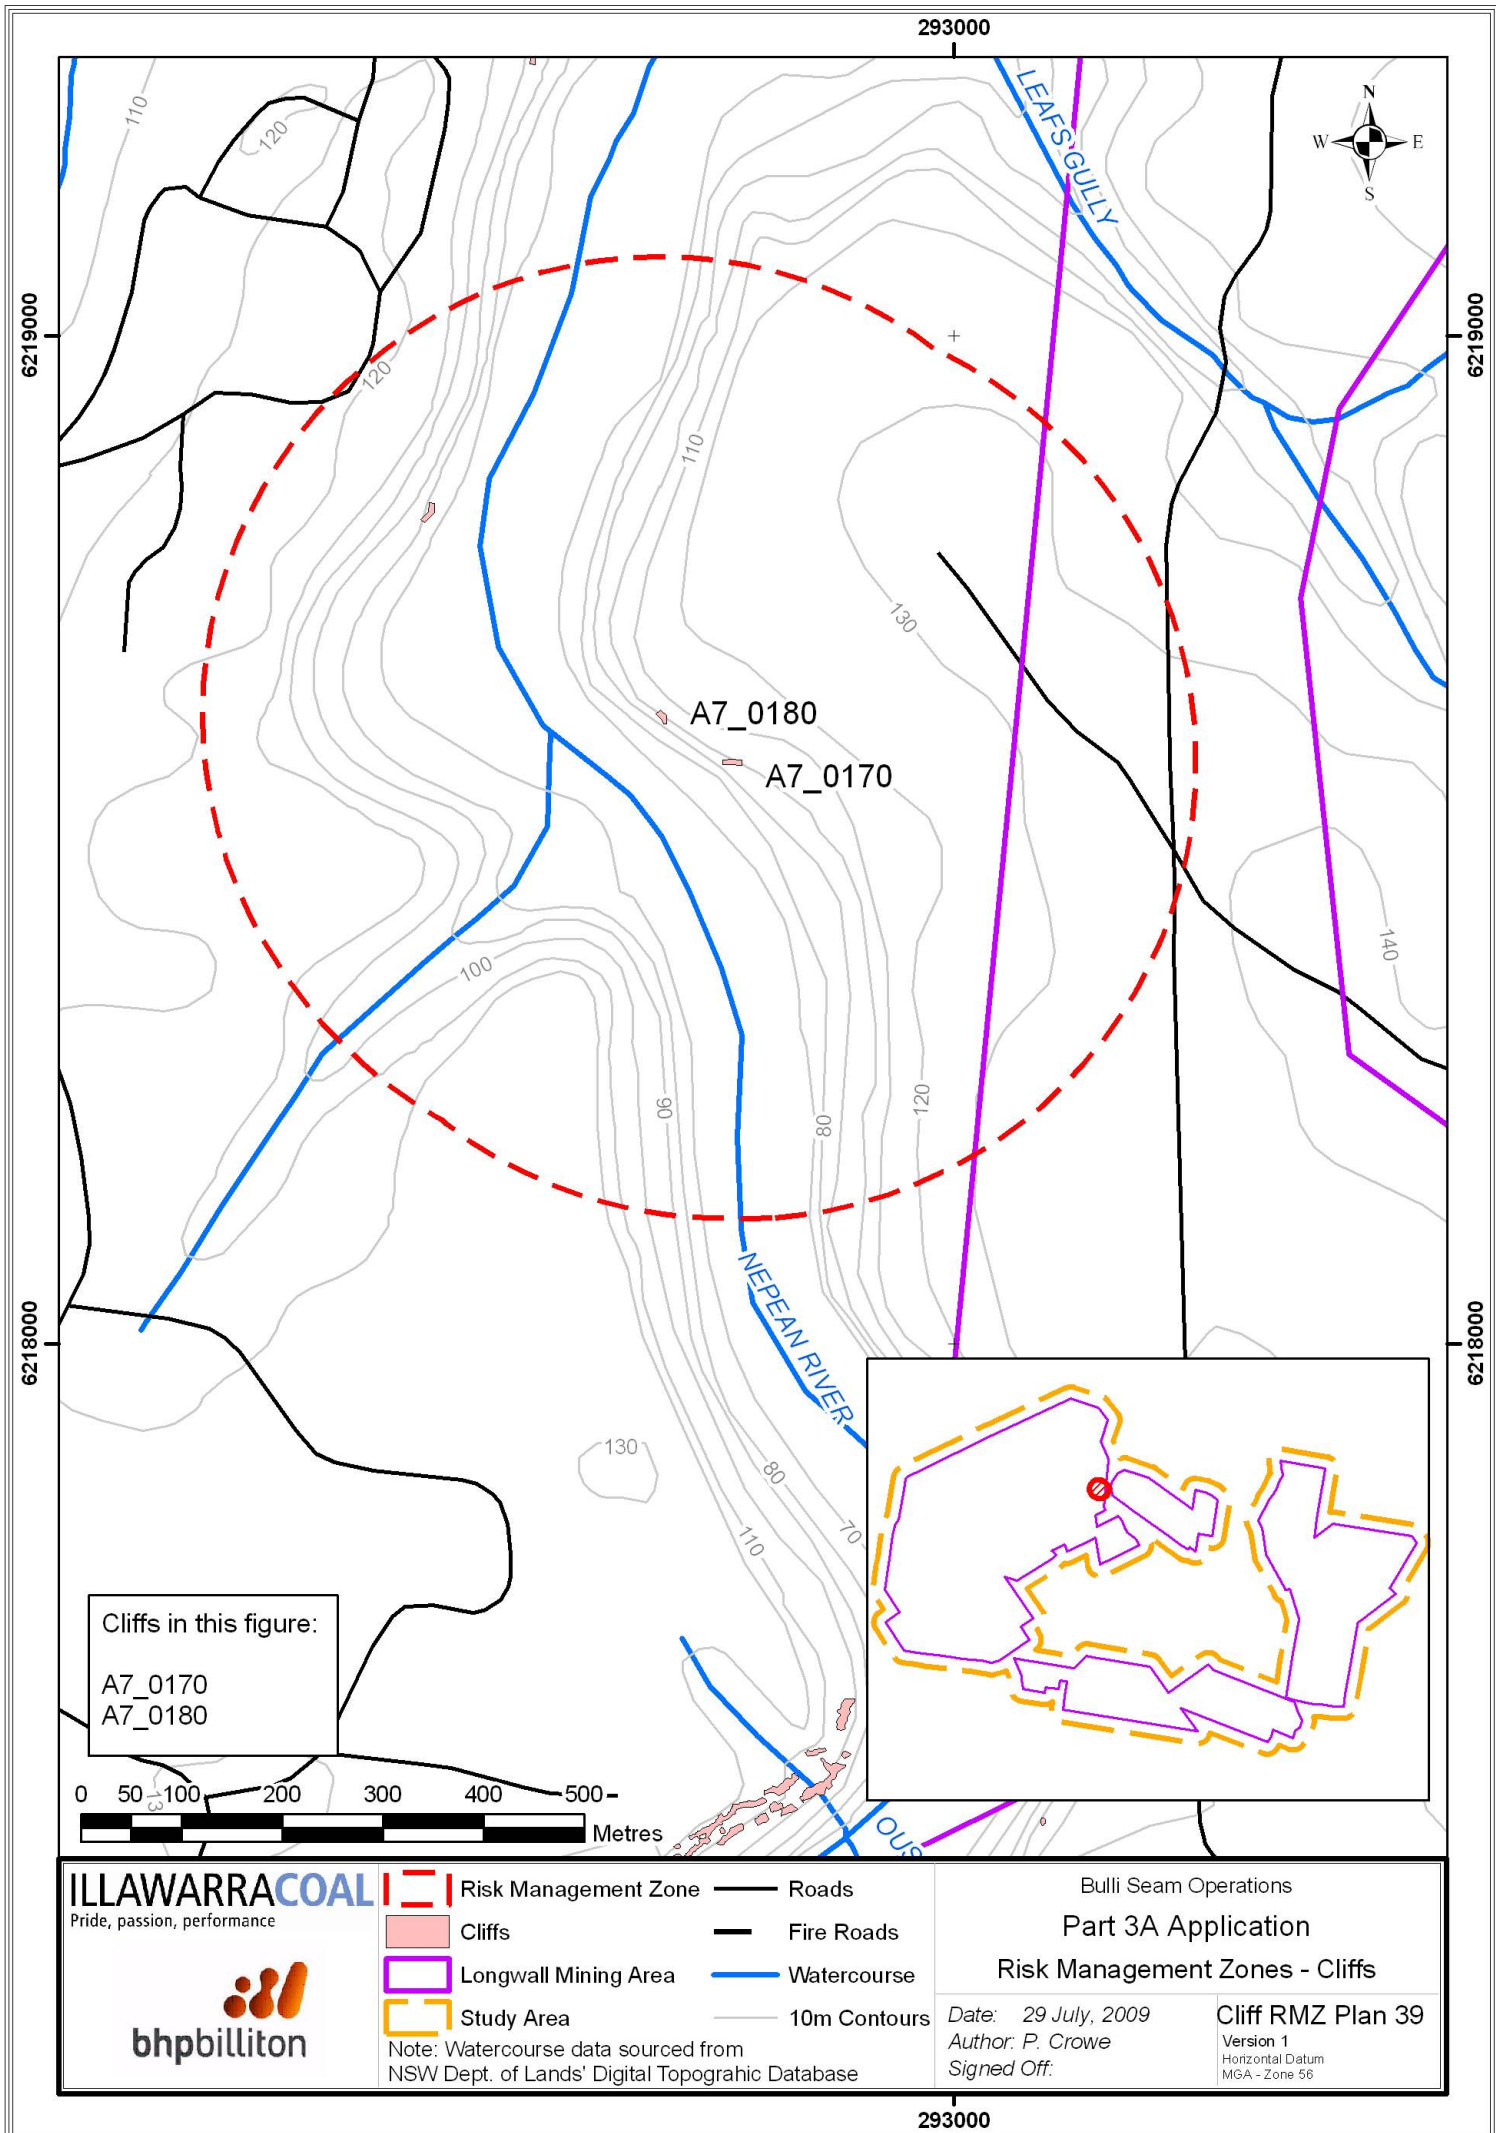 293000
LEAFS GULLY
N
W E
S
110
120
6219000
6219000
120
110
130
A7_0180
A7_0170
140
100
90
80
120
NEPEAN RIVER
6218000
6218000
130
80
70
110
Cliffs in this figure:
A7_0170
A7_0180
13
0 50 100 200 300 400 500
Metres
OUS
ILLAWARRACOAL
Pride, passion, performance
bhpbilliton
Risk Management Zone
Cliffs
Longwall Mining Area
Study Area
Roads
Fire Roads
Watercourse
10m Contours
Note: Watercourse data sourced from
NSW Dept. of Lands' Digital Topograhic Database
Bulli Seam Operations
Part 3A Application
Risk Management Zones - Cliffs
Date: 29 July, 2009
Author: P. Crowe
Signed Off:
Cliff RMZ Plan 39
Version 1
Horizontal Datum
MGA - Zone 56
293000